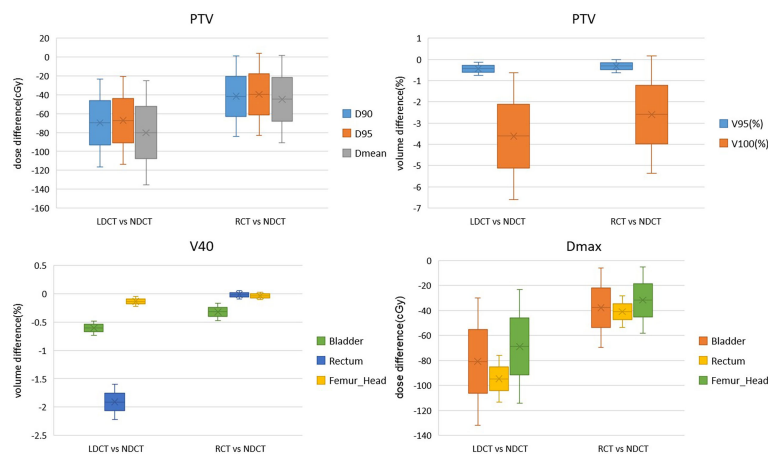 PTV
dose difference(cGy)
20
0
-20
-40
-60
-80
-100
-120
-140
-160
LDCT vs NDCT
RCT vs NDCT
D90
D95
Dmean
PTV
volume difference(%)
1
0
-1
-2
-3
-4
-5
-6
-7
LDCT vs NDCT
RCT vs NDCT
V95(%)
V100(%)
V40
volume difference(%)
0.5
0
-0.5
-1
-1.5
-2
-2.5
LDCT vs NDCT
RCT vs NDCT
Bladder
Rectum
Femur_Head
Dmax
dose difference(cGy)
0
-20
-40
-60
-80
-100
-120
-140
LDCT vs NDCT
RCT vs NDCT
Bladder
Rectum
Femur_Head